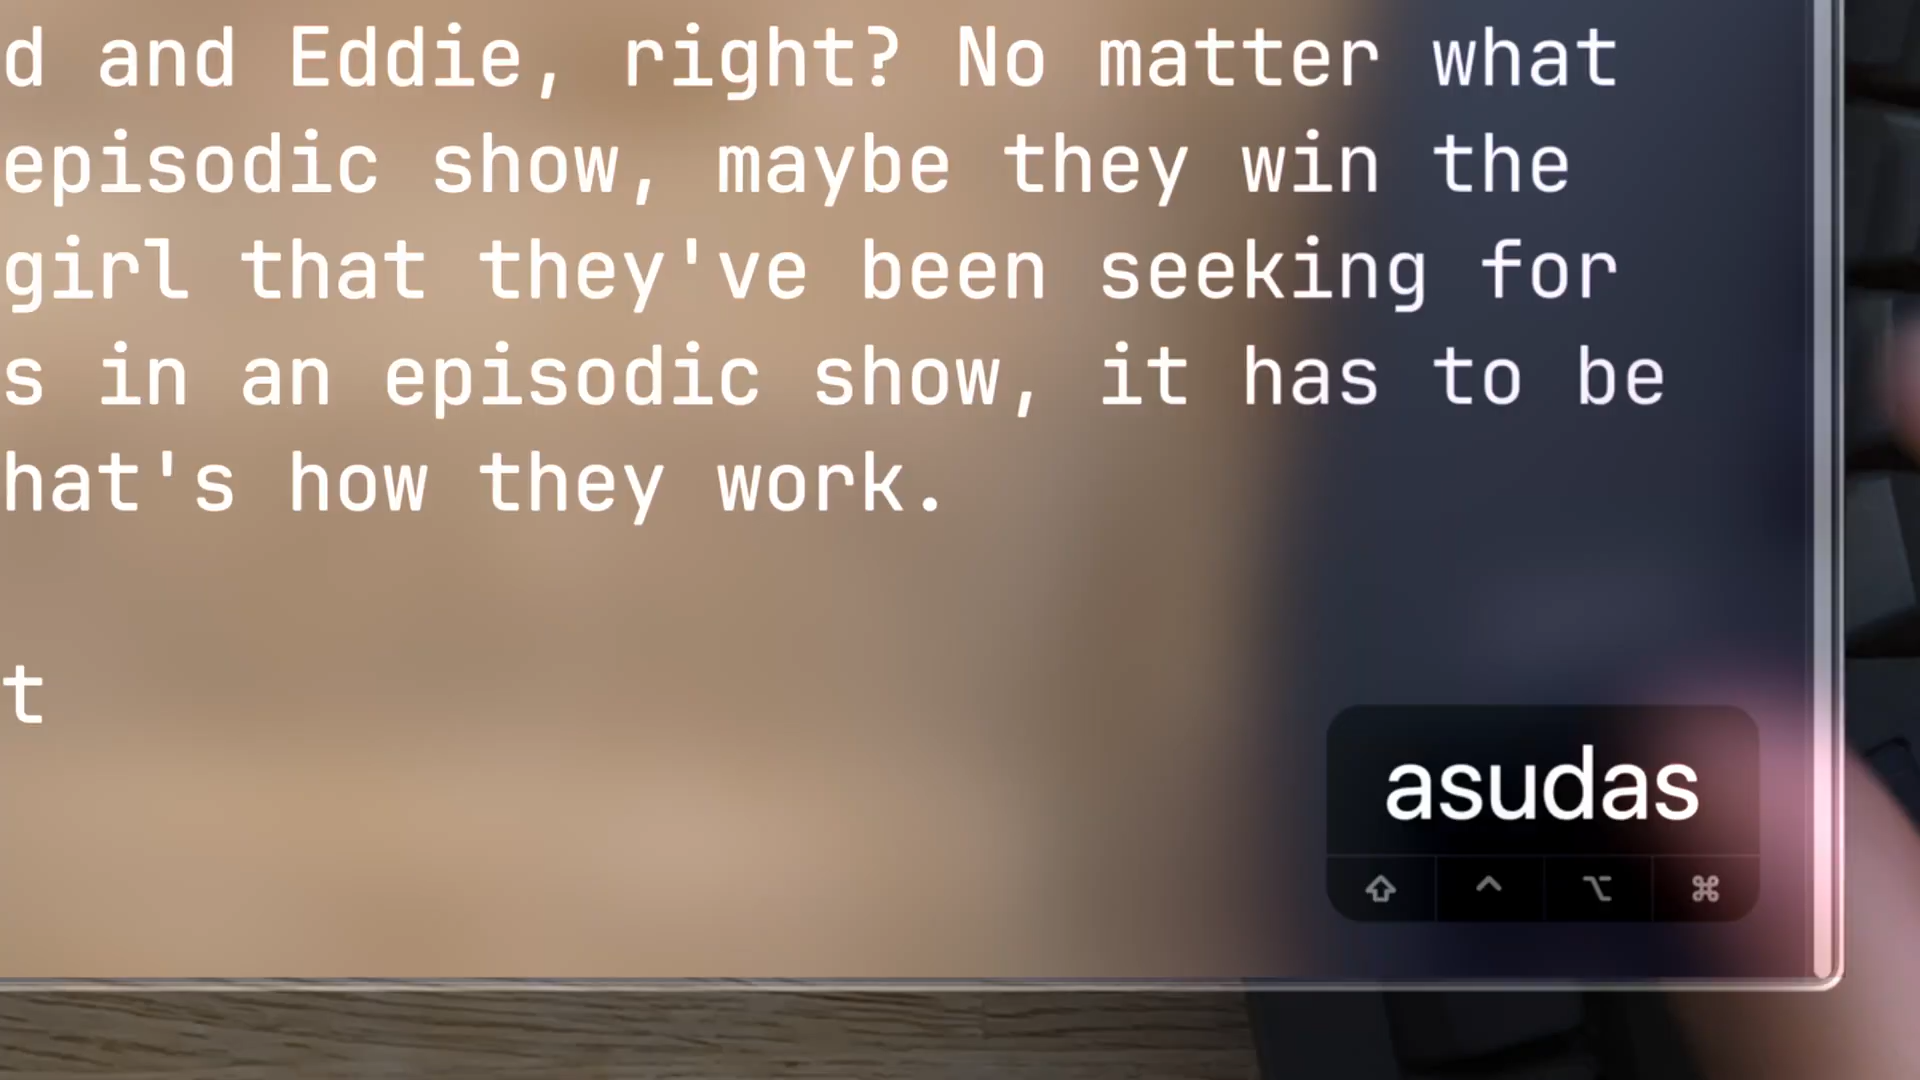 d and Eddie, right? No matter what
episodic show, maybe they win the
girl that they've been seeking for
s in an episodic show, it has to be
hat's how they work.
t
asudas
⇧ ^ ⌥ ⌘